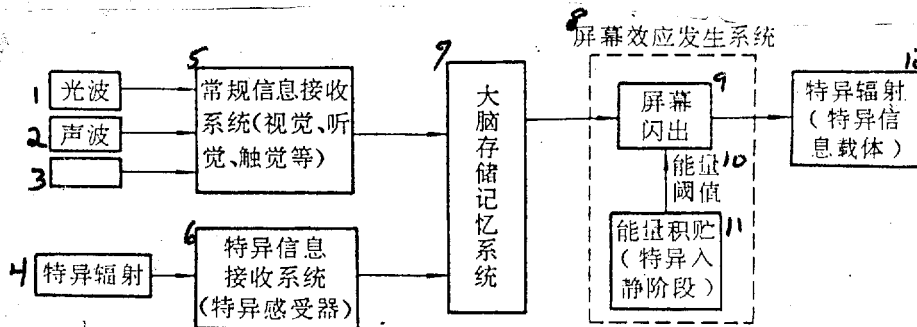 8
屏幕效应发生系统
1
光波
2
声波
3
5
常规信息接收
系统(视觉、听
觉、触觉等)
4
特异辐射
6
特异信息
接收系统
(特异感受器)
7
大脑存储记忆系统
9
屏幕
闪出
能量10
阈值
能量积贮
(特异入
静阶段)
11
特异辐射
(特异信
息载体)